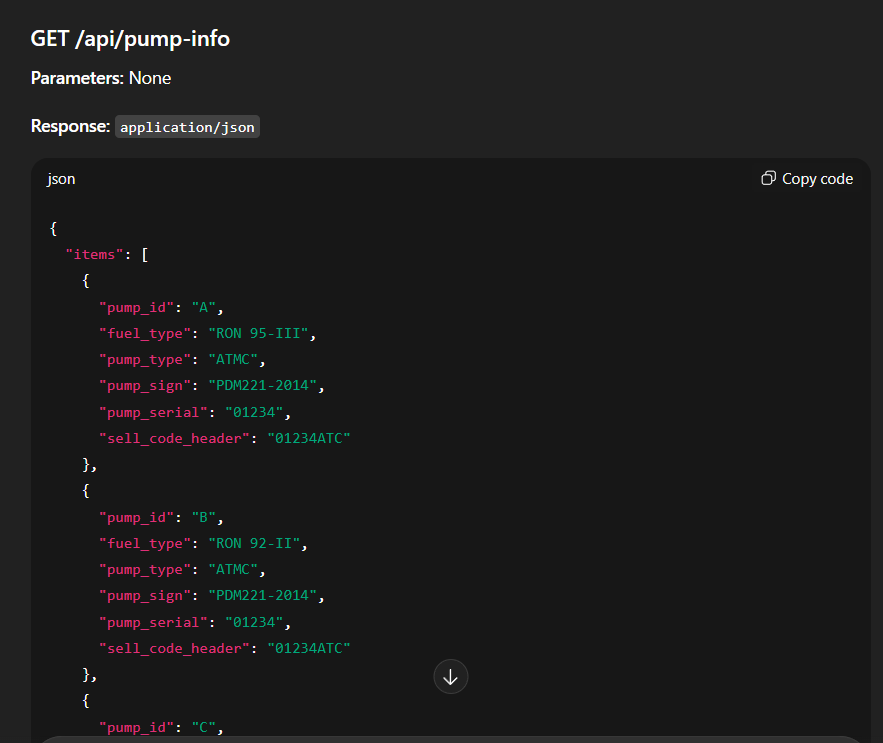 GET /api/pump-info
Parameters: None
Response: application/json
json
Copy code
{
"items": [
{
"pump_id": "A",
"fuel_type": "RON 95-III",
"pump_type": "ATMC",
"pump_sign": "PDM221-2014",
"pump_serial": "01234",
"sell_code_header": "01234ATC"
},
{
"pump_id": "B",
"fuel_type": "RON 92-II",
"pump_type": "ATMC",
"pump_sign": "PDM221-2014",
"pump_serial": "01234",
"sell_code_header": "01234ATC"
},
{
"pump_id": "C",